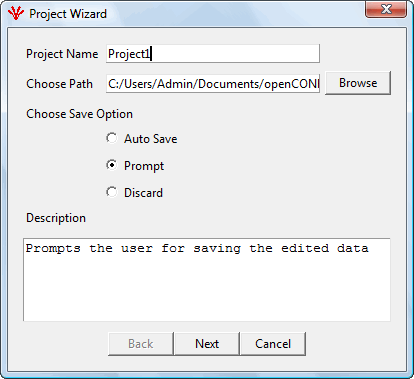 Project Wizard
Project Name Project1
Choose Path C:/Users/Admin/Documents/openCON Browse
Choose Save Option
Auto Save
Prompt
Discard
Description
Prompts the user for saving the edited data
Back Next Cancel